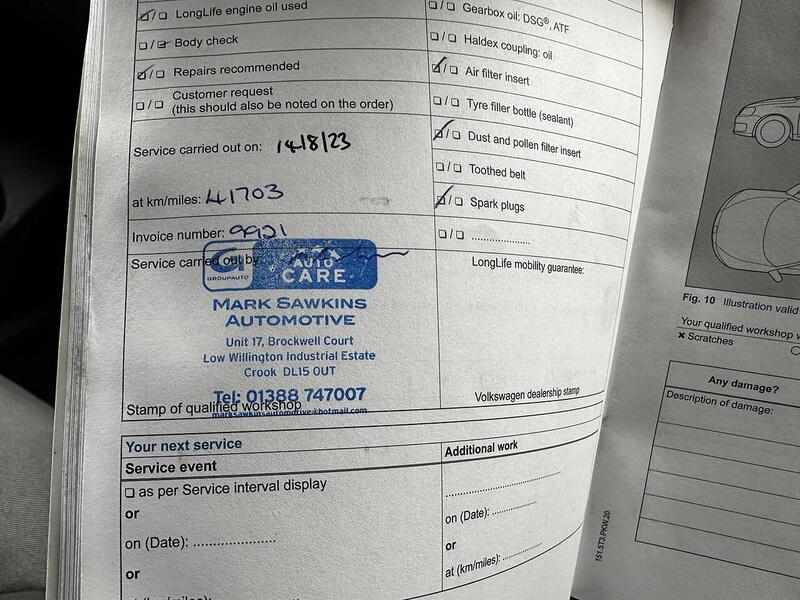 ❏/❏ LongLife engine oil used
❏/❏ Body check
❏/❏ Repairs recommended
❏/❏ Customer request
(this should also be noted on the order)
Service carried out on: 14/8/23
at km/miles: 41703
Invoice number: 9921
Service carried out by:
GROUPAUTO
AUTO
CARE
MARK SAWKINS
AUTOMOTIVE
Unit 17, Brockwell Court
Low Willington Industrial Estate
Crook DL15 0UT
Tel: 01388 747007
Stamp of qualified workshop
marksawkinsautomotive@hotmail.com
❏/❏ Gearbox oil: DSG®, ATF
❏/❏ Haldex coupling: oil
❏/❏ Air filter insert
❏/❏ Tyre filler bottle (sealant)
❏/❏ Dust and pollen filter insert
❏/❏ Toothed belt
❏/❏ Spark plugs
❏/❏ ....................
LongLife mobility guarantee:
Volkswagen dealership stamp
Your next service
Service event
❏ as per Service interval display
or
on (Date): ....................
or
at (km/miles): ....................
Additional work
....................
on (Date): ....................
or
at (km/miles): ....................
Fig. 10 Illustration valid
Your qualified workshop
✖ Scratches
Any damage?
Description of damage:
151.5T3.PKW.20